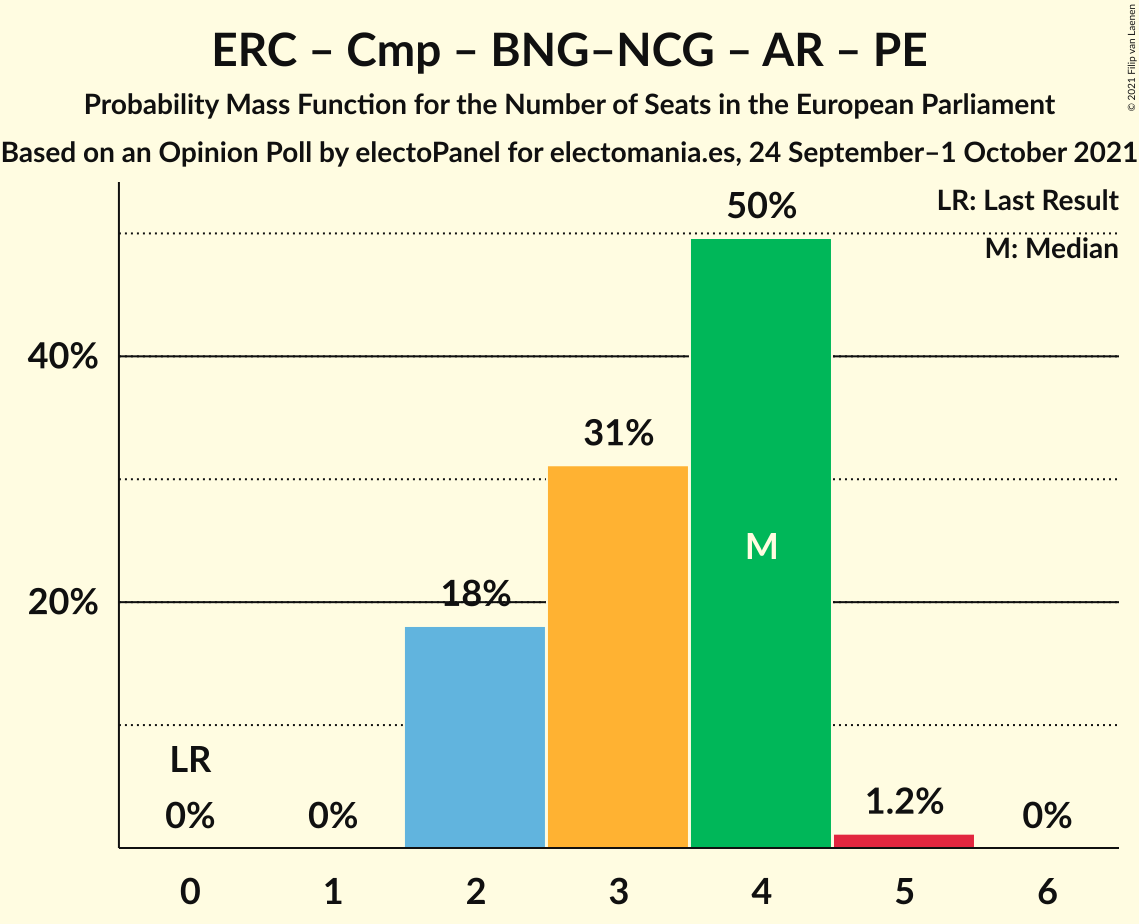 ERC – Cmp – BNG–NCG – AR – PE
Probability Mass Function for the Number of Seats in the European Parliament
Based on an Opinion Poll by electoPanel for electomania.es, 24 September–1 October 2021
© 2021 Filip van Laenen
LR: Last Result
M: Median
50%
40%
31%
M
20%
18%
LR
0%
0%
1.2%
0%
0
1
2
3
4
5
6